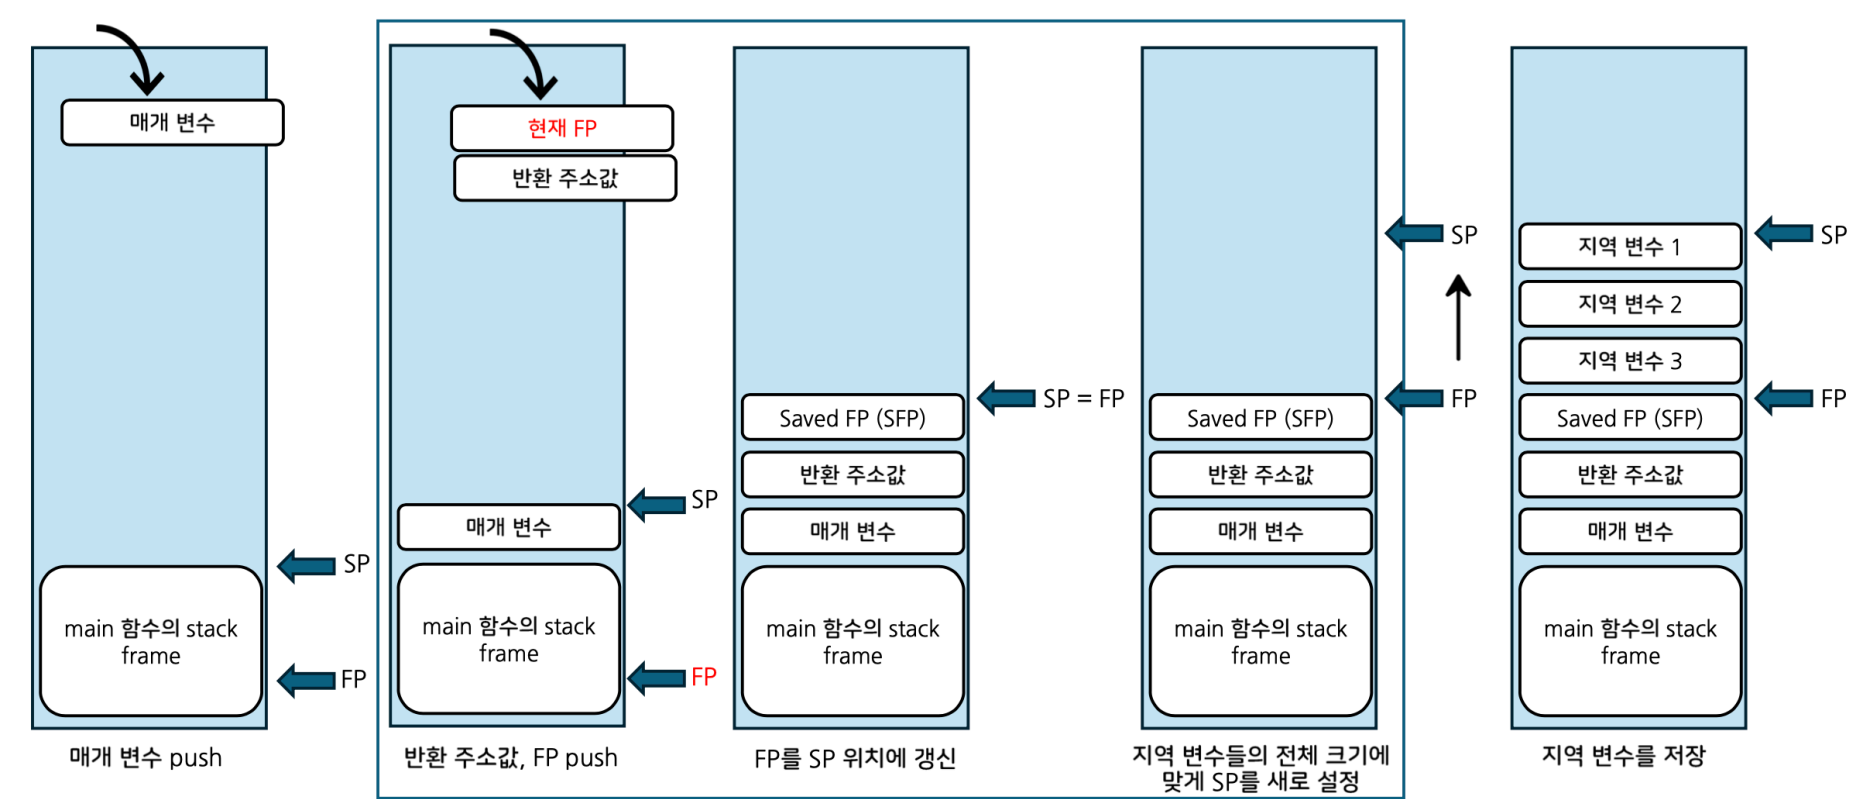 매개 변수
SP
main 함수의 stack
frame
FP
매개 변수 push
현재 FP
반환 주소값
SP
매개 변수
main 함수의 stack
frame
FP
반환 주소값, FP push
SP = FP
Saved FP (SFP)
반환 주소값
매개 변수
main 함수의 stack
frame
FP를 SP 위치에 갱신
SP
FP
Saved FP (SFP)
반환 주소값
매개 변수
main 함수의 stack
frame
지역 변수들의 전체 크기에
맞게 SP를 새로 설정
SP
지역 변수 1
지역 변수 2
지역 변수 3
FP
Saved FP (SFP)
반환 주소값
매개 변수
main 함수의 stack
frame
지역 변수를 저장